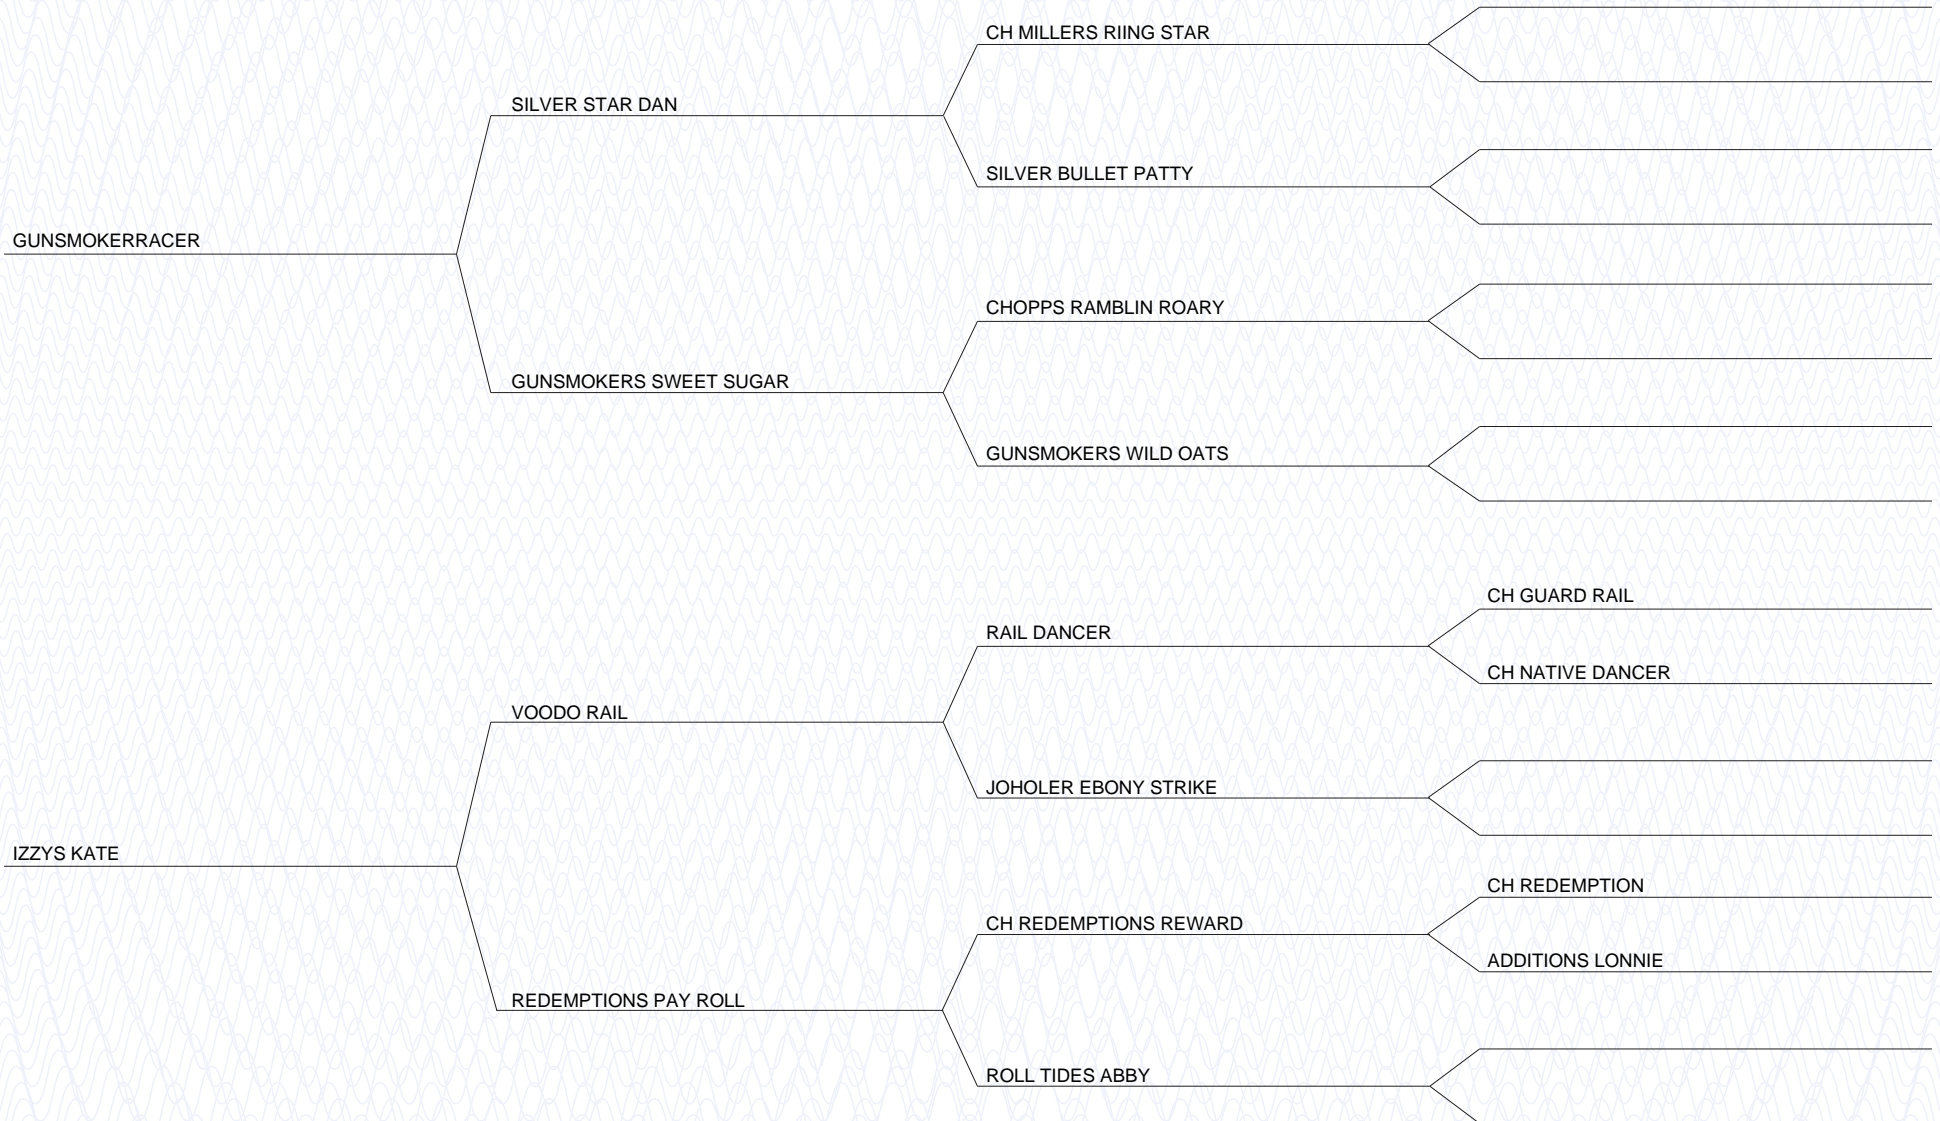 CH MILLERS RIING STAR
SILVER STAR DAN
SILVER BULLET PATTY
GUNSMOKERRACER
CHOPPS RAMBLIN ROARY
GUNSMOKERS SWEET SUGAR
GUNSMOKERS WILD OATS
CH GUARD RAIL
RAIL DANCER
CH NATIVE DANCER
VOODO RAIL
JOHOLER EBONY STRIKE
IZZYS KATE
CH REDEMPTION
CH REDEMPTIONS REWARD
ADDITIONS LONNIE
REDEMPTIONS PAY ROLL
ROLL TIDES ABBY